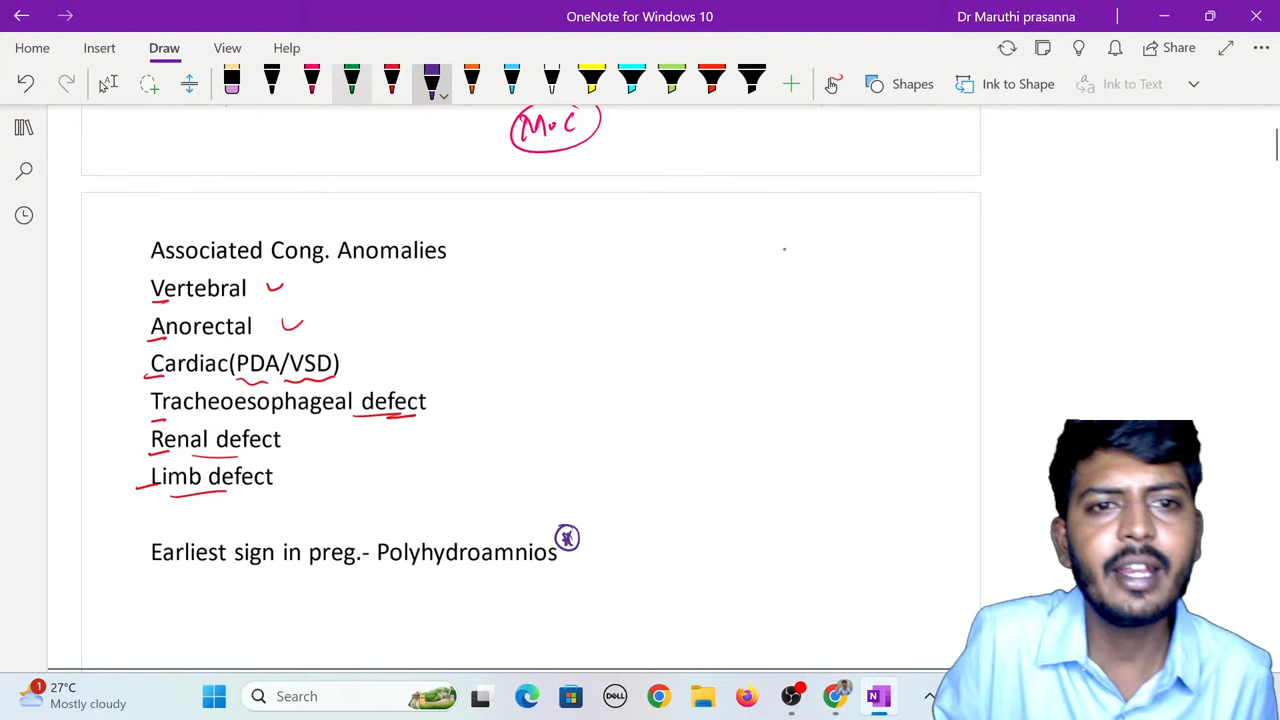 OneNote for Windows 10
Dr Maruthi prasanna
Home
Insert
Draw
View
Help
Share
Shapes
Ink to Shape
Ink to Text
MOC
Associated Cong. Anomalies
Vertebral
Anorectal
Cardiac(PDA/VSD)
Tracheoesophageal defect
Renal defect
Limb defect
Earliest sign in preg.- Polyhydroamnios
1
27°C
Mostly cloudy
Search
DELL
N